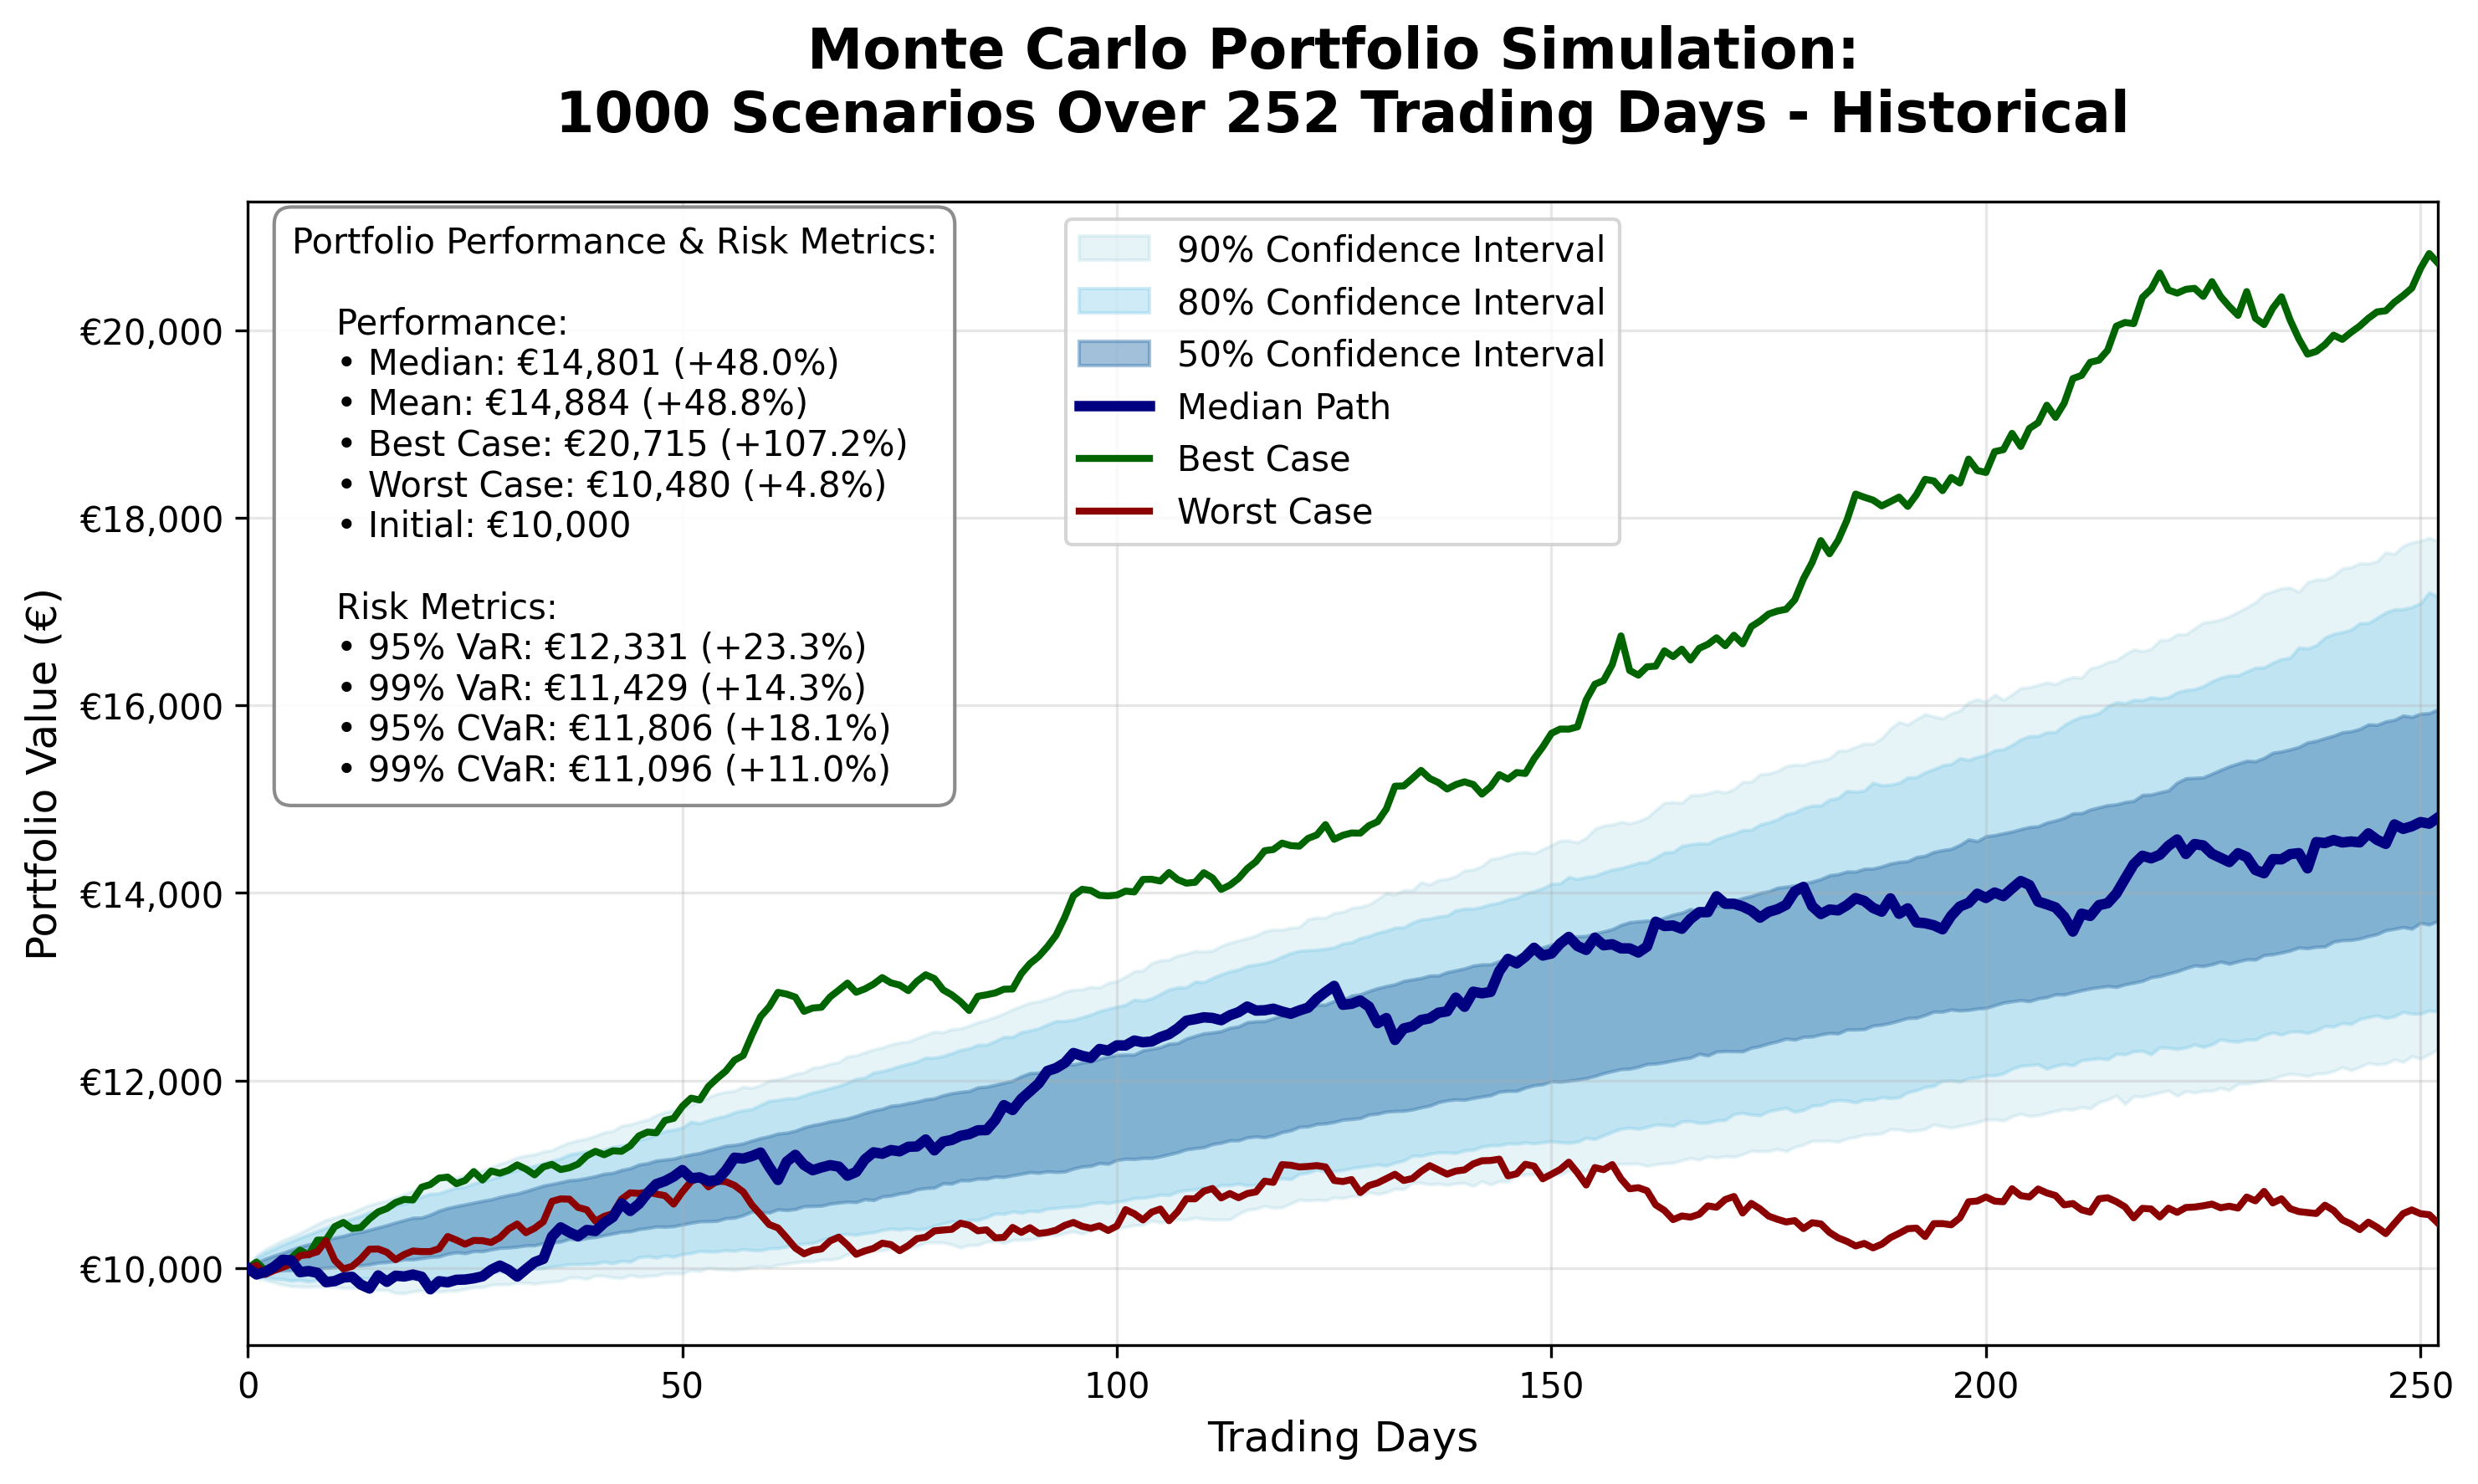 Monte Carlo Portfolio Simulation:
1000 Scenarios Over 252 Trading Days - Historical
Portfolio Performance & Risk Metrics:
Performance:
• Median: €14,801 (+48.0%)
• Mean: €14,884 (+48.8%)
• Best Case: €20,715 (+107.2%)
• Worst Case: €10,480 (+4.8%)
• Initial: €10,000
Risk Metrics:
• 95% VaR: €12,331 (+23.3%)
• 99% VaR: €11,429 (+14.3%)
• 95% CVaR: €11,806 (+18.1%)
• 99% CVaR: €11,096 (+11.0%)
90% Confidence Interval
80% Confidence Interval
50% Confidence Interval
Median Path
Best Case
Worst Case
Portfolio Value (€)
€20,000
€18,000
€16,000
€14,000
€12,000
€10,000
0
50
100
150
200
250
Trading Days